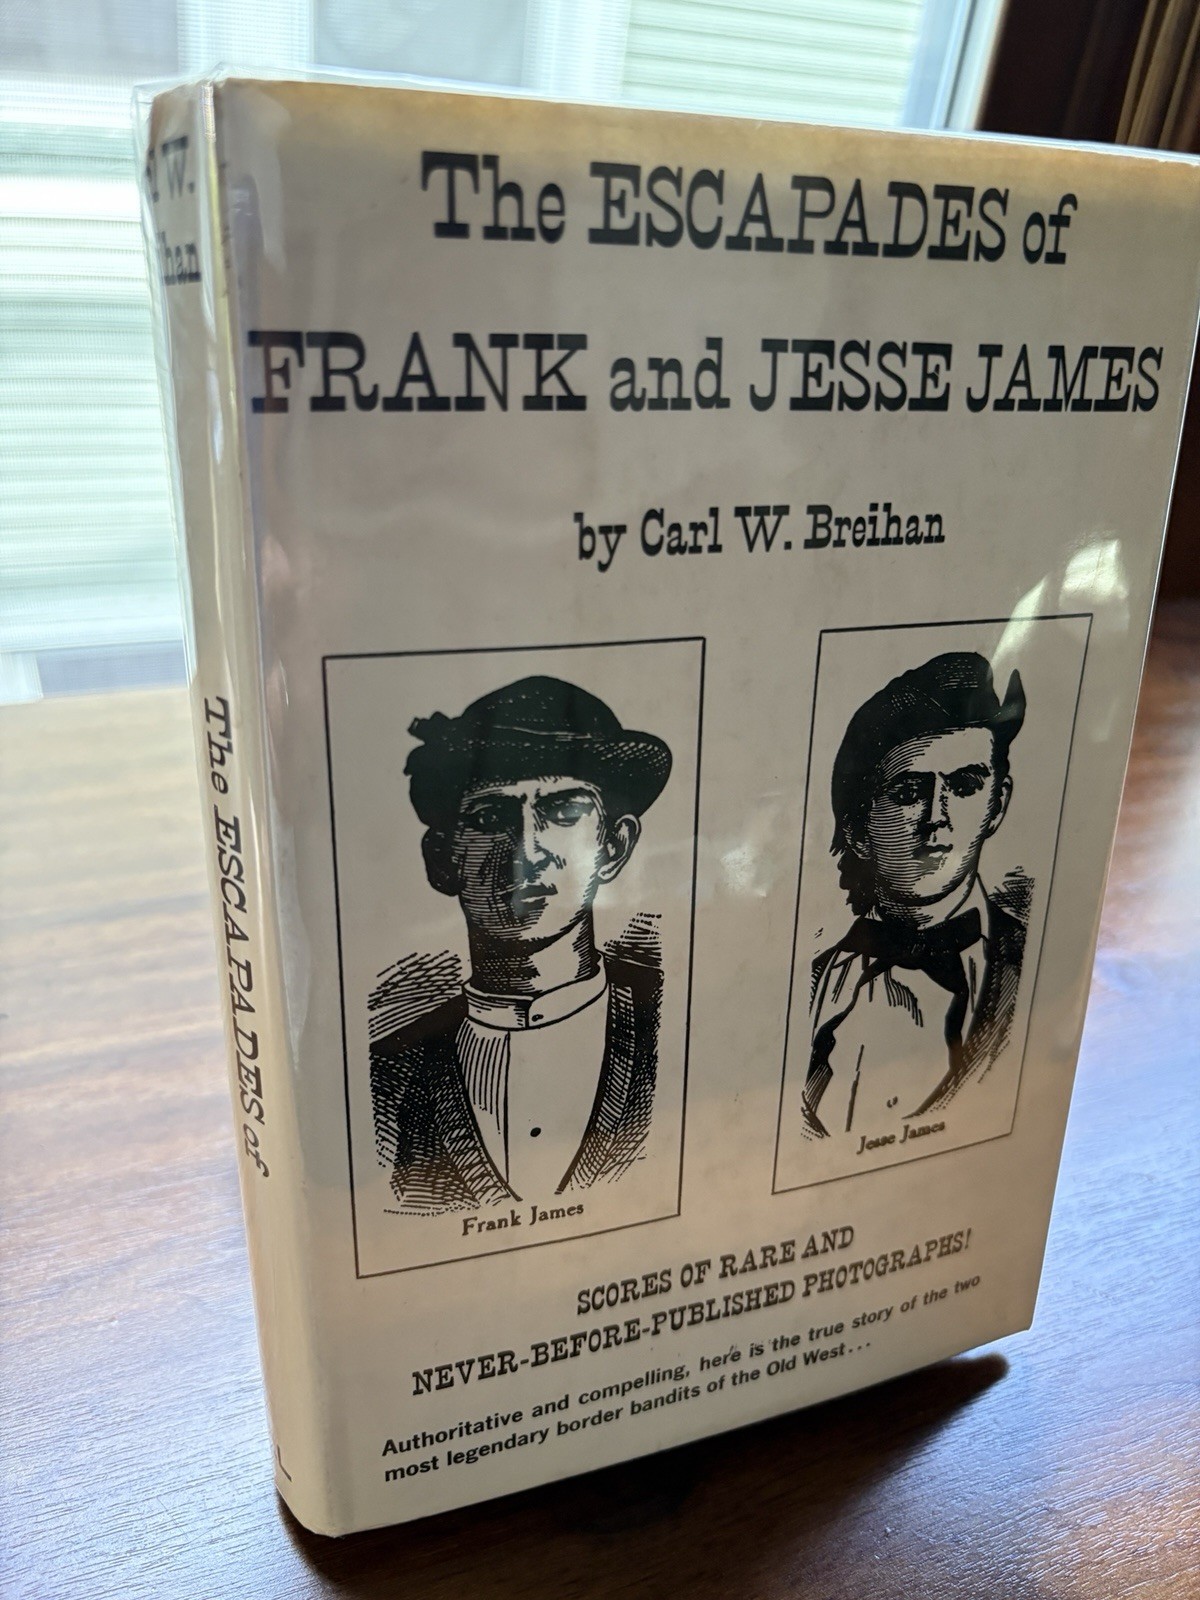 The ESCAPADES of
FRANK and JESSE JAMES
by Carl W. Breihan
Frank James
Jesse James
SCORES OF RARE AND
NEVER-BEFORE-PUBLISHED PHOTOGRAPHS!
Authoritative and compelling, here is the true story of the two
most legendary border bandits of the Old West...
W.
The ESCAPADES of